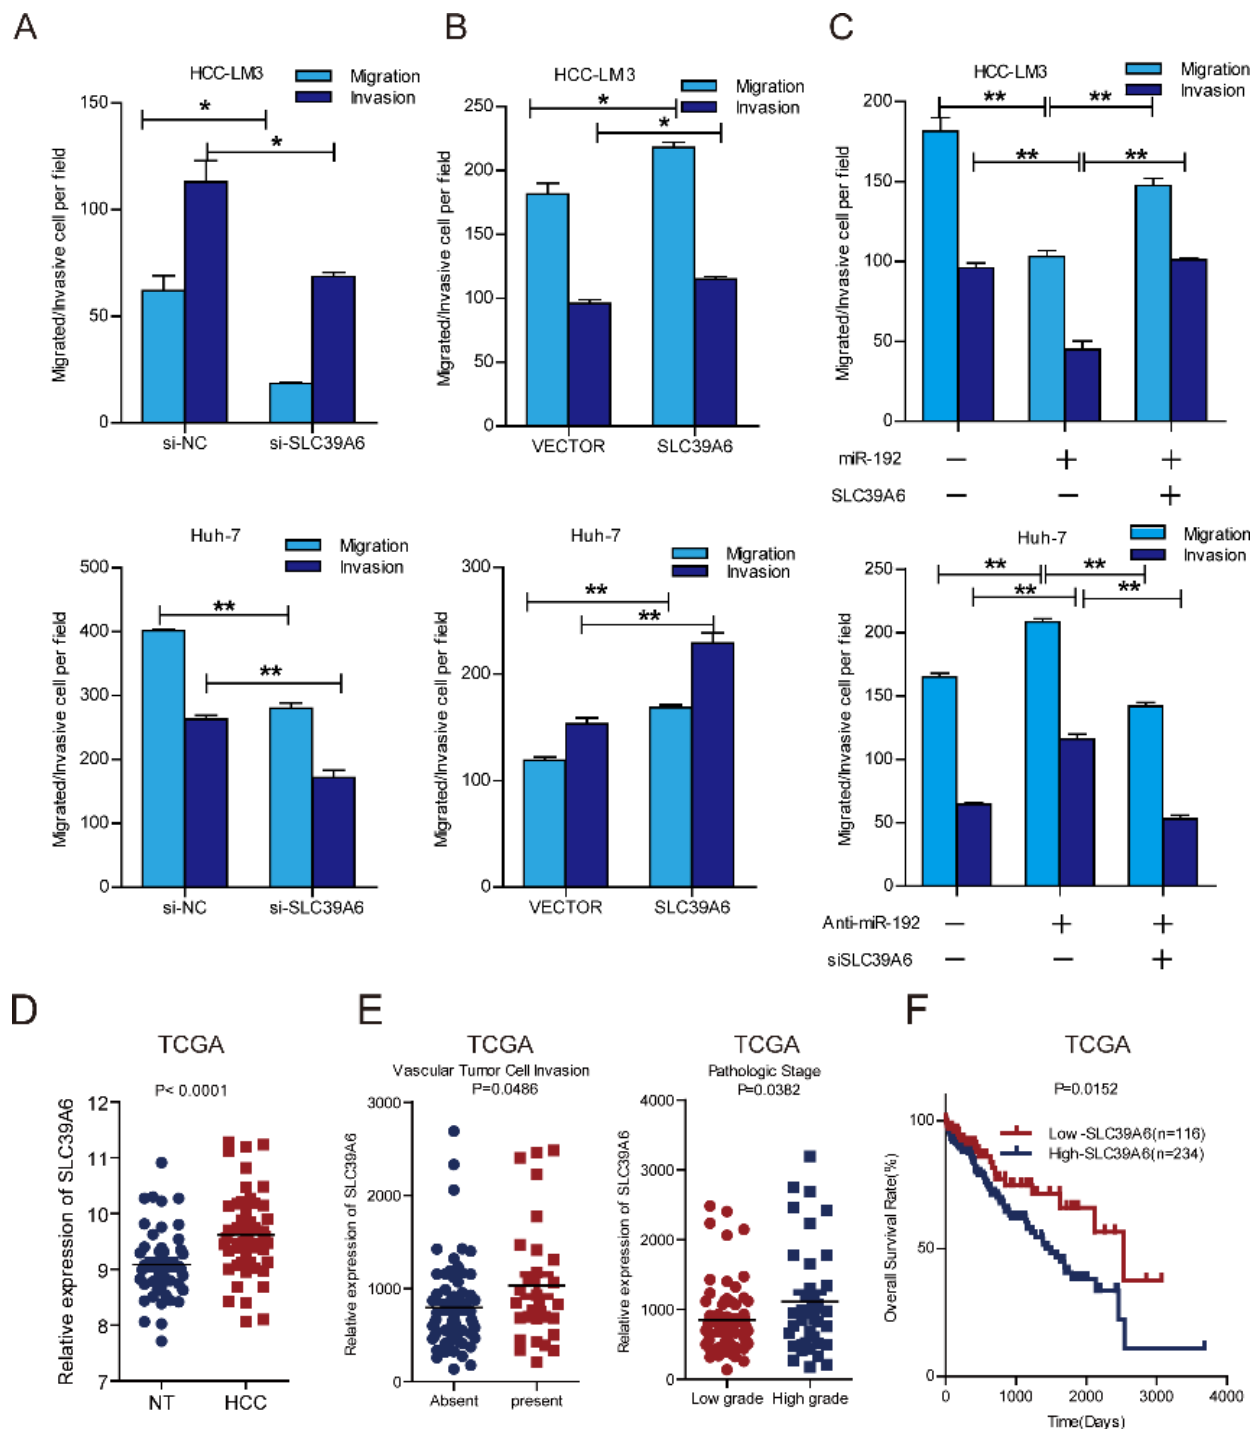 A
HCC-LM3
Migration
Invasion
Migrated/Invasive cell per field
150
100
50
0
*
*
si-NC
si-SLC39A6
Huh-7
Migration
Invasion
Migrated/Invasive cell per field
500
400
300
200
100
0
**
**
si-NC
si-SLC39A6
B
HCC-LM3
Migration
Invasion
Migrated/Invasive cell per field
250
200
150
100
50
0
*
*
VECTOR
SLC39A6
Huh-7
Migration
Invasion
Migrated/Invasive cell per field
300
200
100
0
**
**
VECTOR
SLC39A6
C
HCC-LM3
Migration
Invasion
Migrated/Invasive cell per field
200
150
100
50
0
**
**
**
**
miR-192 — + +
SLC39A6 — — +
Huh-7
Migration
Invasion
Migrated/Invasive cell per field
250
200
150
100
50
0
**
**
**
**
Anti-miR-192 — + +
siSLC39A6 — — +
D
TCGA
P< 0.0001
Relative expression of SLC39A6
12
11
10
9
8
7
NT
HCC
E
TCGA
Vascular Tumor Cell Invasion
P=0.0486
Relative expression of SLC39A6
3000
2000
1000
0
Absent
present
TCGA
Pathologic Stage
P=0.0382
Relative expression of SLC39A6
4000
3000
2000
1000
0
Low grade
High grade
F
TCGA
P=0.0152
Low-SLC39A6(n=116)
High-SLC39A6(n=234)
Overall Survival Rate(%)
100
50
0
0
1000
2000
3000
4000
Time(Days)